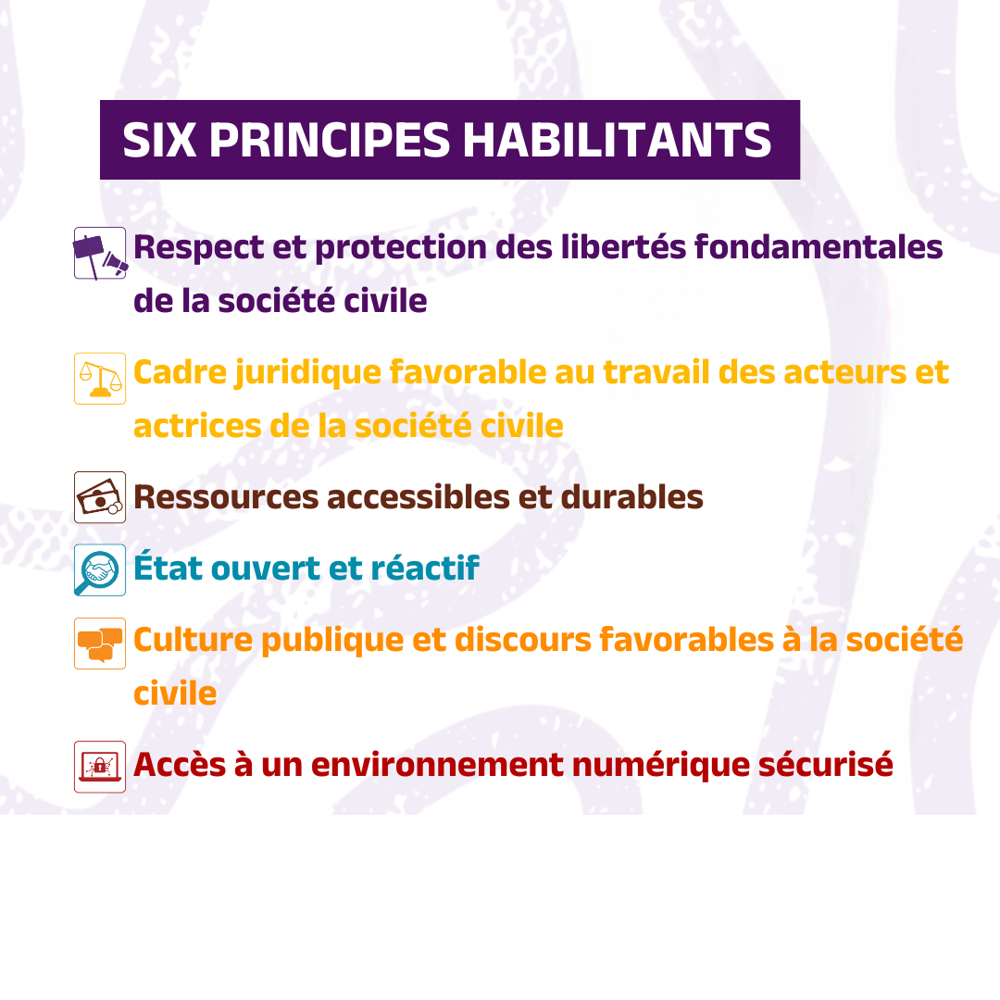 SIX PRINCIPES HABILITANTS
Respect et protection des libertés fondamentales
de la société civile
Cadre juridique favorable au travail des acteurs et
actrices de la société civile
Ressources accessibles et durables
État ouvert et réactif
Culture publique et discours favorables à la société
civile
Accès à un environnement numérique sécurisé